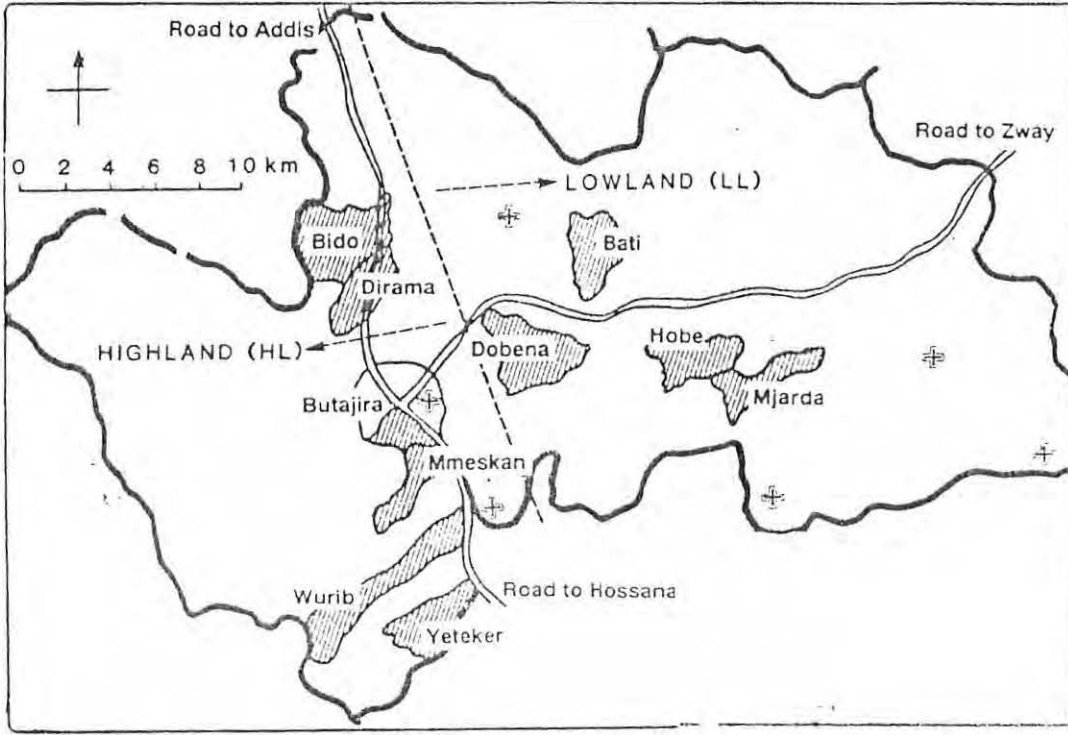 Road to Addis
Road to Zway
0 2 4 6 8 10 km
LOWLAND (LL)
Bido
Bati
Dirama
HIGHLAND (HL)
Dobena
Hobe
Butajira
Mjarda
Mmeskan
Wurib
Road to Hossana
Yeteker